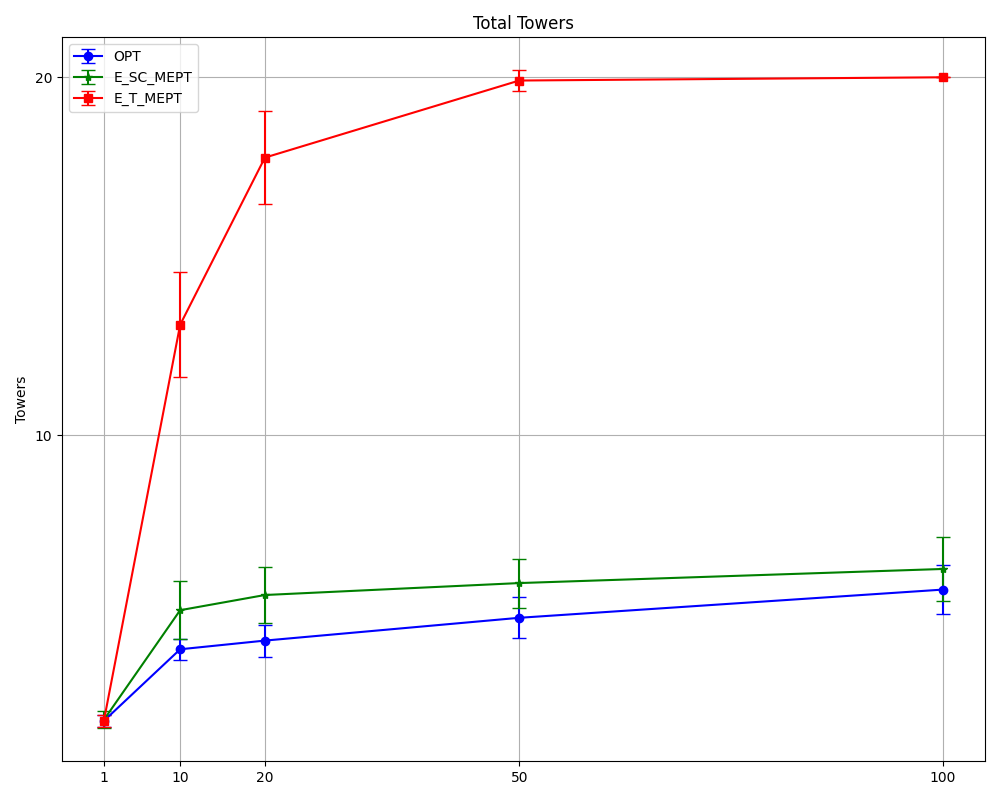 Total Towers
OPT
E_SC_MEPT
E_T_MEPT
20
10
Towers
1 10 20 50 100